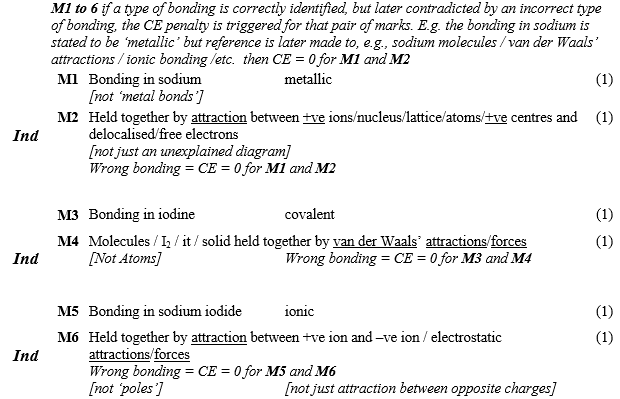 M1 to 6 if a type of bonding is correctly identified, but later contradicted by an incorrect type
of bonding, the CE penalty is triggered for that pair of marks. E.g. the bonding in sodium is
stated to be 'metallic' but reference is later made to, e.g., sodium molecules / van der Waals'
attractions / ionic bonding /etc. then CE = 0 for M1 and M2
M1 Bonding in sodium metallic (1)
[not 'metal bonds']
M2 Held together by attraction between +ve ions/nucleus/lattice/atoms/+ve centres and (1)
Ind delocalised/free electrons
[not just an unexplained diagram]
Wrong bonding = CE = 0 for M1 and M2
M3 Bonding in iodine covalent (1)
M4 Molecules / I2 / it / solid held together by van der Waals' attractions/forces (1)
Ind [Not Atoms] Wrong bonding = CE = 0 for M3 and M4
M5 Bonding in sodium iodide ionic (1)
M6 Held together by attraction between +ve ion and –ve ion / electrostatic (1)
Ind attractions/forces
Wrong bonding = CE = 0 for M5 and M6
[not 'poles'] [not just attraction between opposite charges]